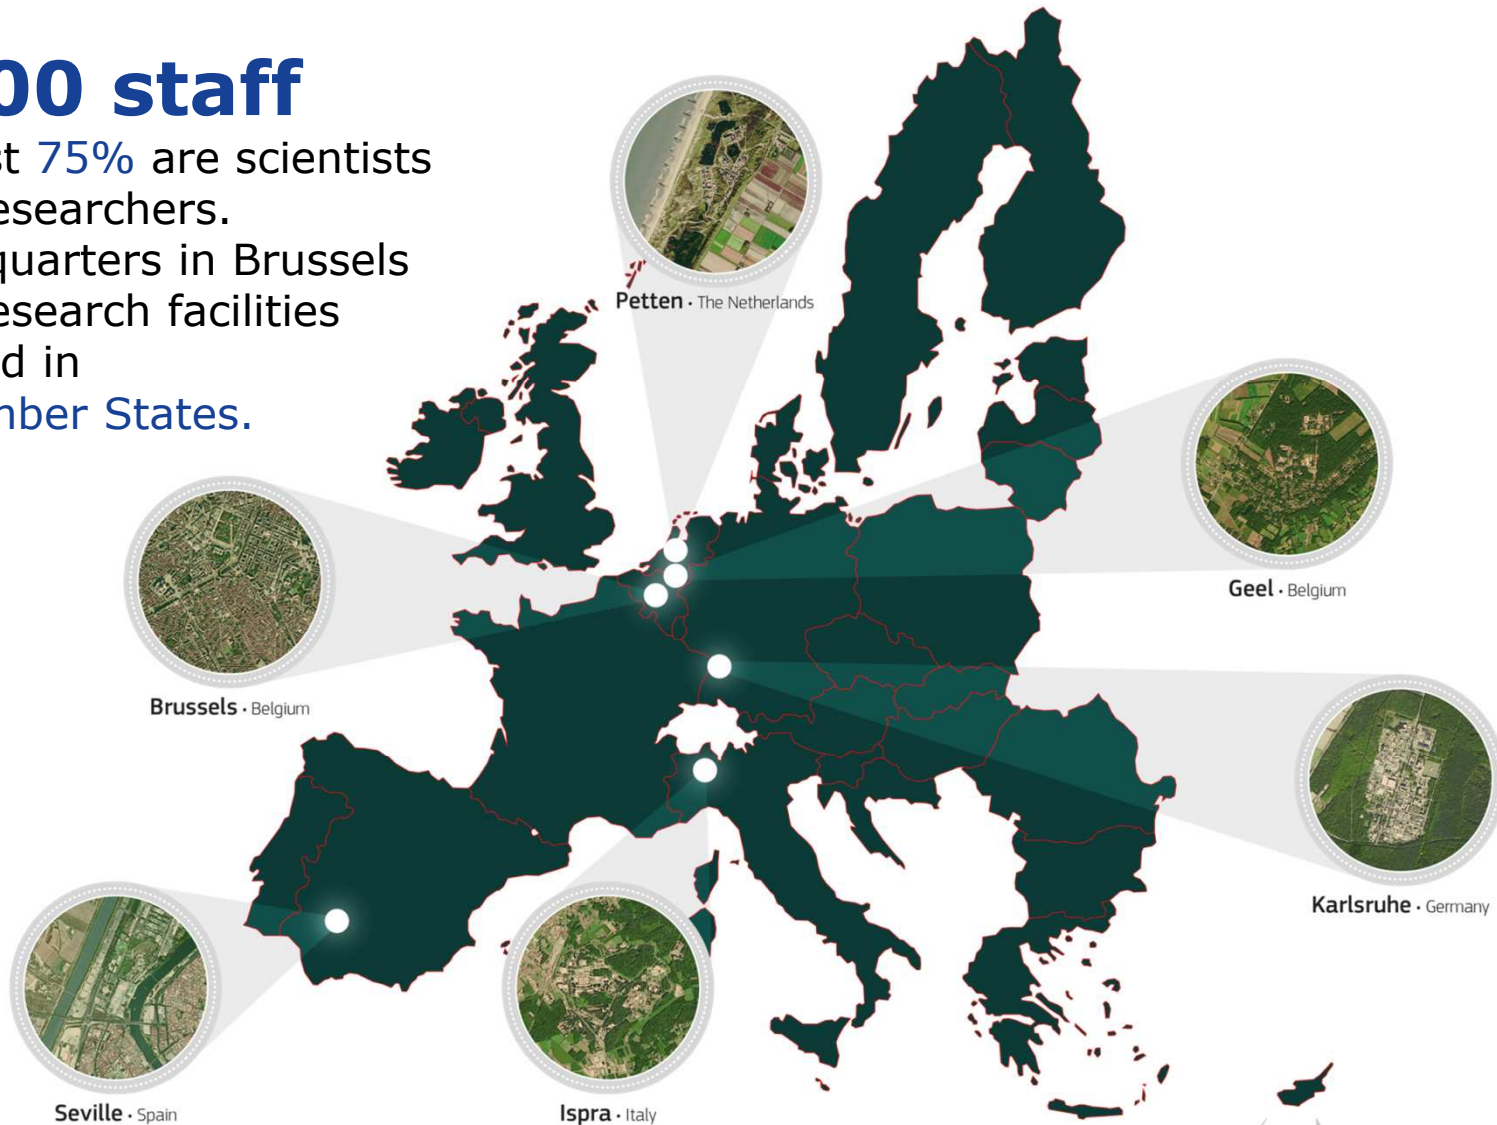 00 staff
st 75% are scientists
esearchers.
quarters in Brussels
esearch facilities
d in
nber States.
Petten · The Netherlands
Geel · Belgium
Brussels · Belgium
Karlsruhe · Germany
Seville · Spain
Ispra · Italy